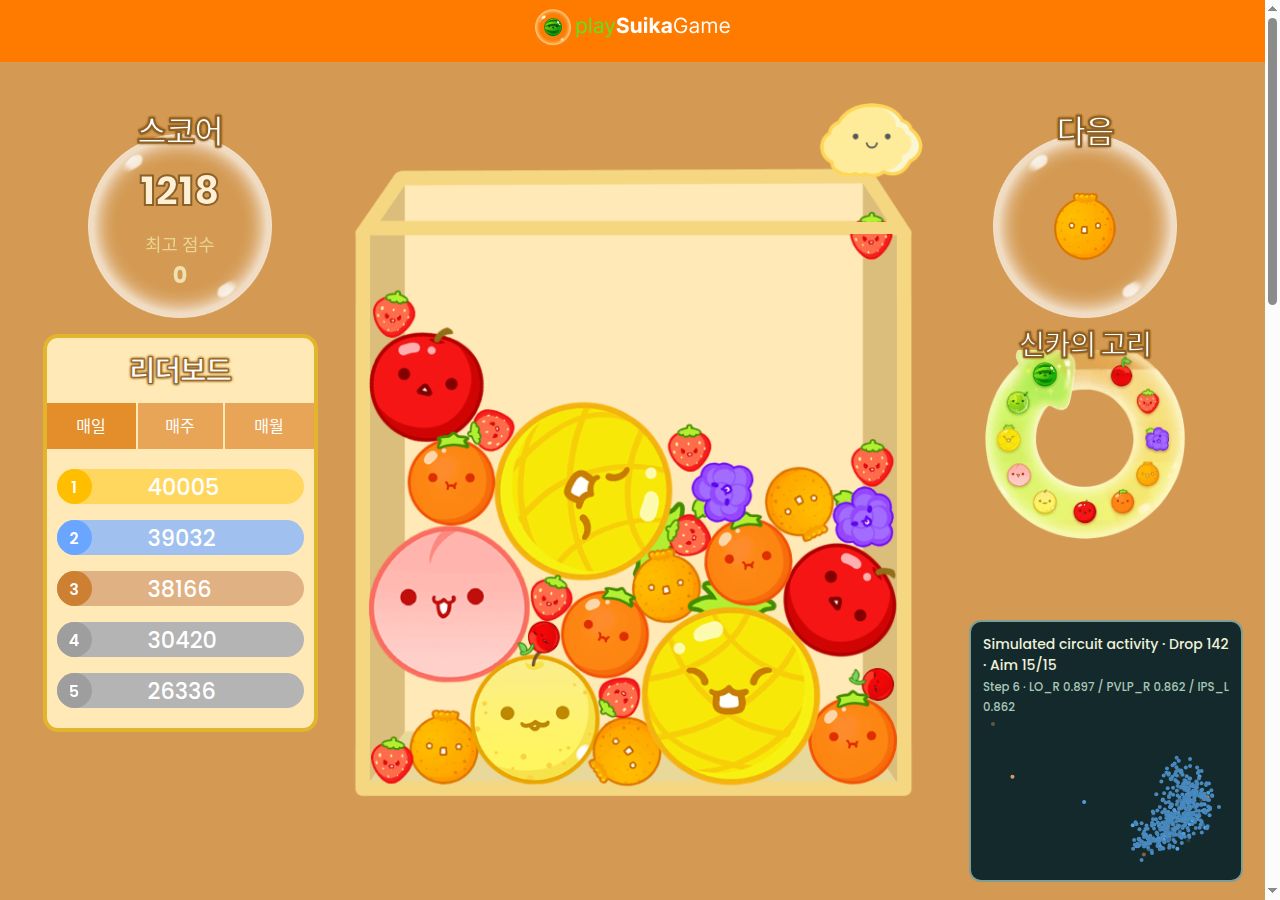 playSuikaGame
스코어
1218
최고 점수
0
리더보드
매일 매주 매월
1 40005
2 39032
3 38166
4 30420
5 26336
다음
신카의 고리
Simulated circuit activity · Drop 142
· Aim 15/15
Step 6 · LO_R 0.897 / PVLP_R 0.862 / IPS_L
0.862